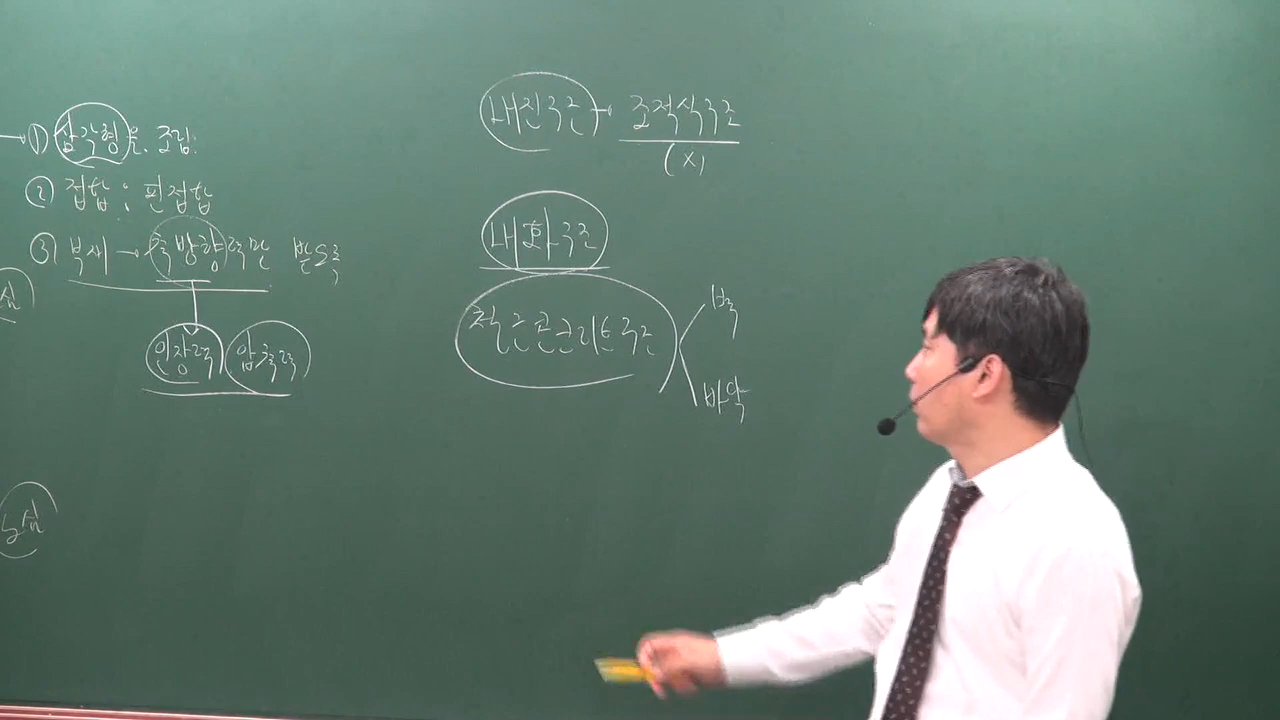 → ① 삼각형을 조립.
② 접합 : 핀접합
③ 부재 → 축방향력만 받도록
인장력 압축력
내진구조 → 조적식구조
(X)
내화구조
철근콘크리트구조
벽
바닥